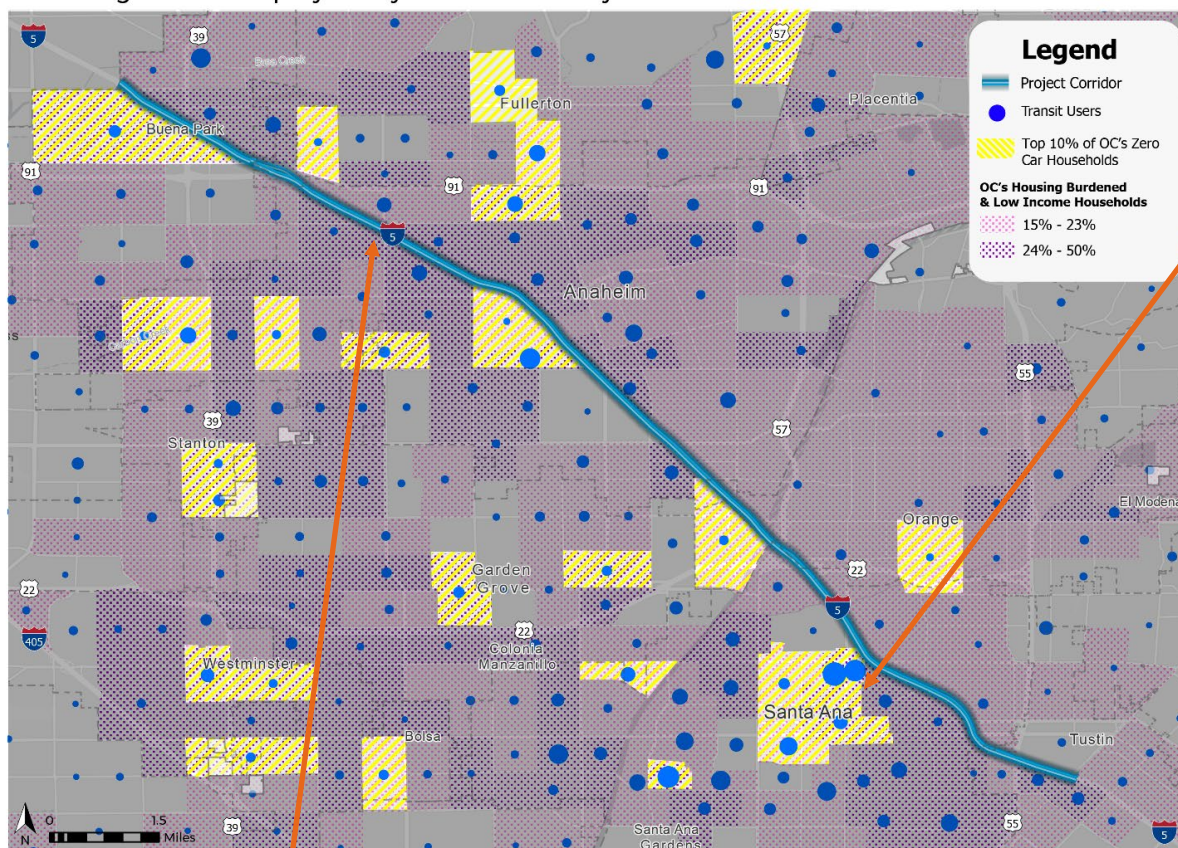 5
39
57
Brea Creek
Fullerton
Placentia
Buena Park
91
91
91
5
Anaheim
55
39
57
Stanton
El Modena
Orange
Garden
Grove
22
22
22
405
5
Colonia
Manzanillo
Westminster
Santa Ana
Bolsa
Tustin
39
Santa Ana
Gardens
55
5
N
0
1.5
Miles
Legend
Project Corridor
Transit Users
Top 10% of OC's Zero
Car Households
OC's Housing Burdened
& Low Income Households
15% - 23%
24% - 50%